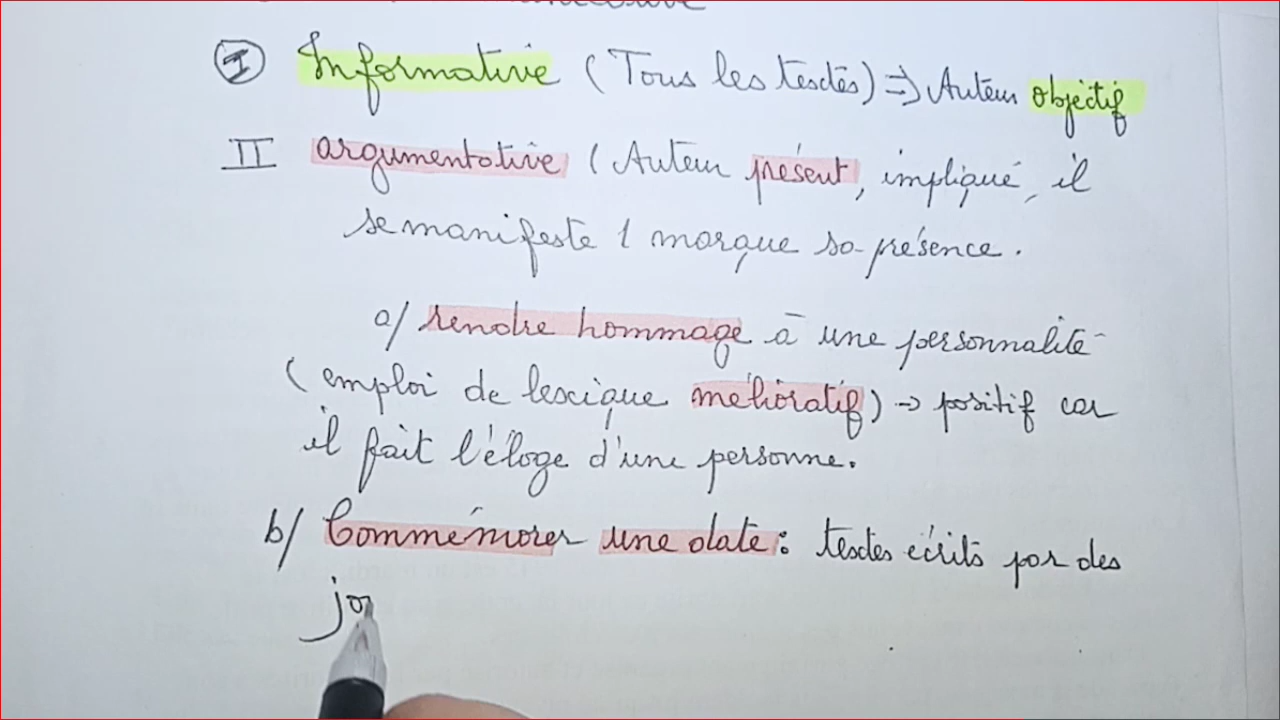 I Informative (Tous les textes) => Auteur objectif
II argumentative (Auteur présent, impliqué, il
se manifeste / marque sa présence.
a/ rendre hommage à une personnalité
(emploi de lexique mélioratif) → positif car
il fait l'éloge d'une personne.
b/ Commémorer une date : textes écrits par des
jo